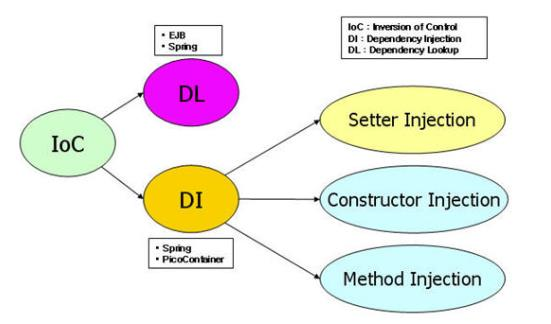 • EJB
• Spring
IoC : Inversion of Control
DI : Dependency Injection
DL : Dependency Lookup
DL
Setter Injection
IoC
DI
Constructor Injection
• Spring
• PicoContainer
Method Injection